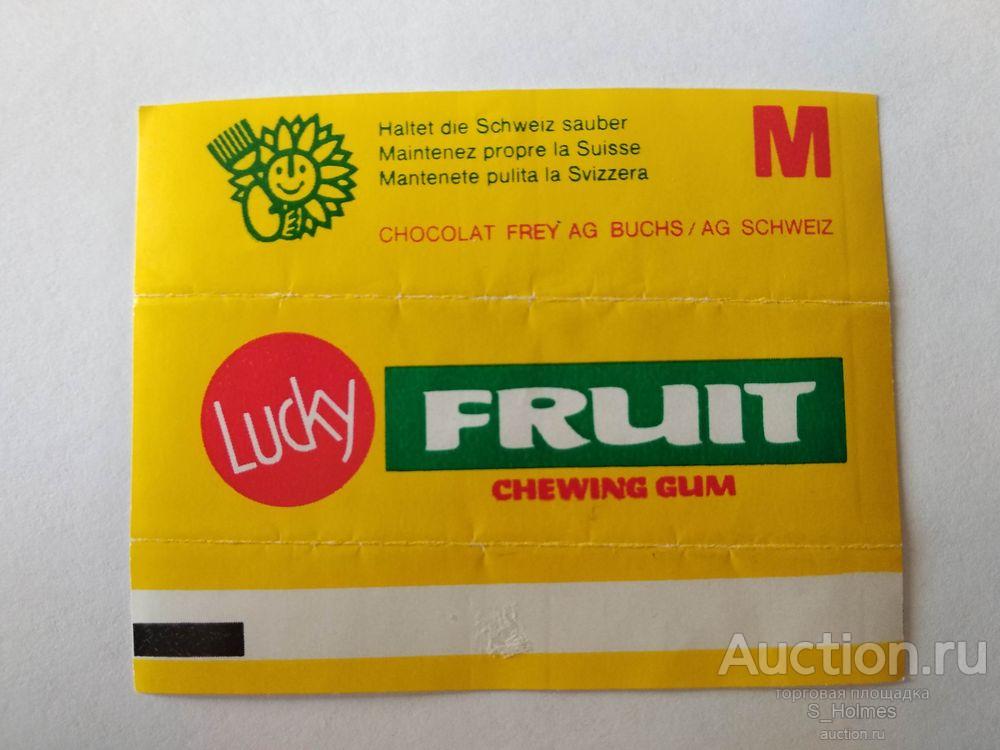 Haltet die Schweiz sauber
Maintenez propre la Suisse
Mantenete pulita la Svizzera
M
CHOCOLAT FREY AG BUCHS / AG SCHWEIZ
Lucky
FRUIT
CHEWING GUM
Auction.ru
торговая площадка
S_Holmes
auction.ru